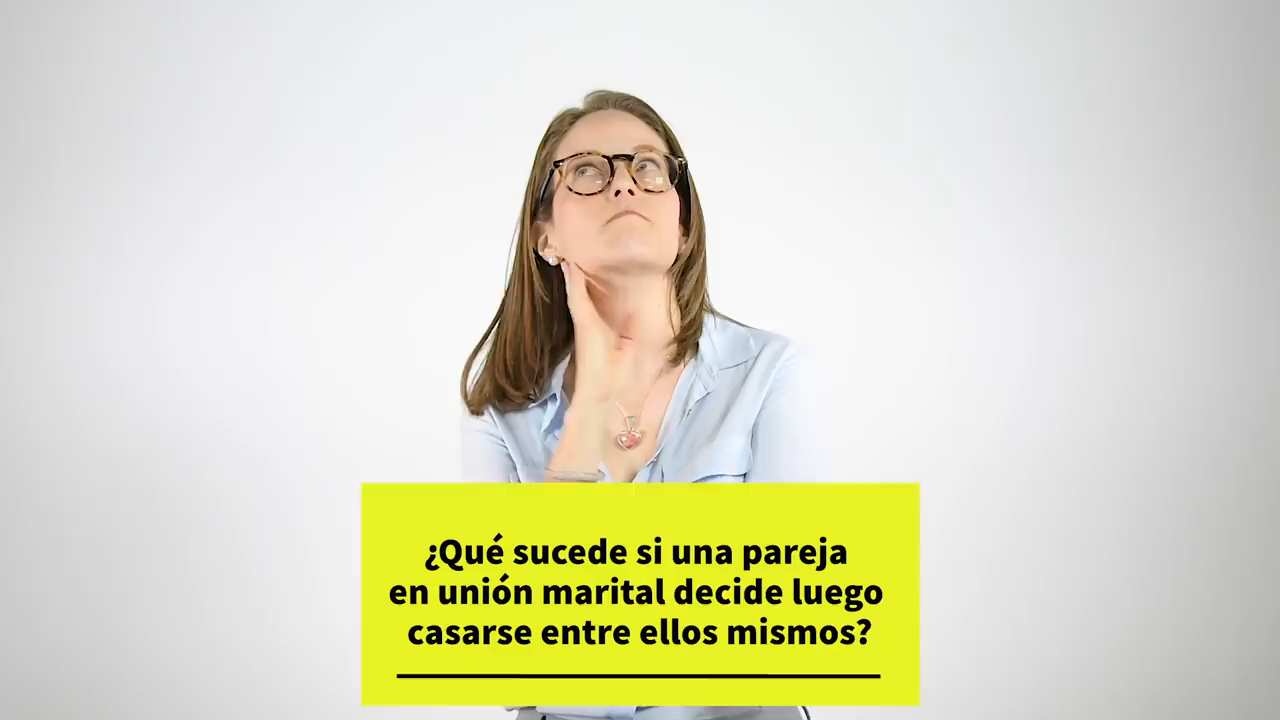 ¿Qué sucede si una pareja
en unión marital decide luego
casarse entre ellos mismos?